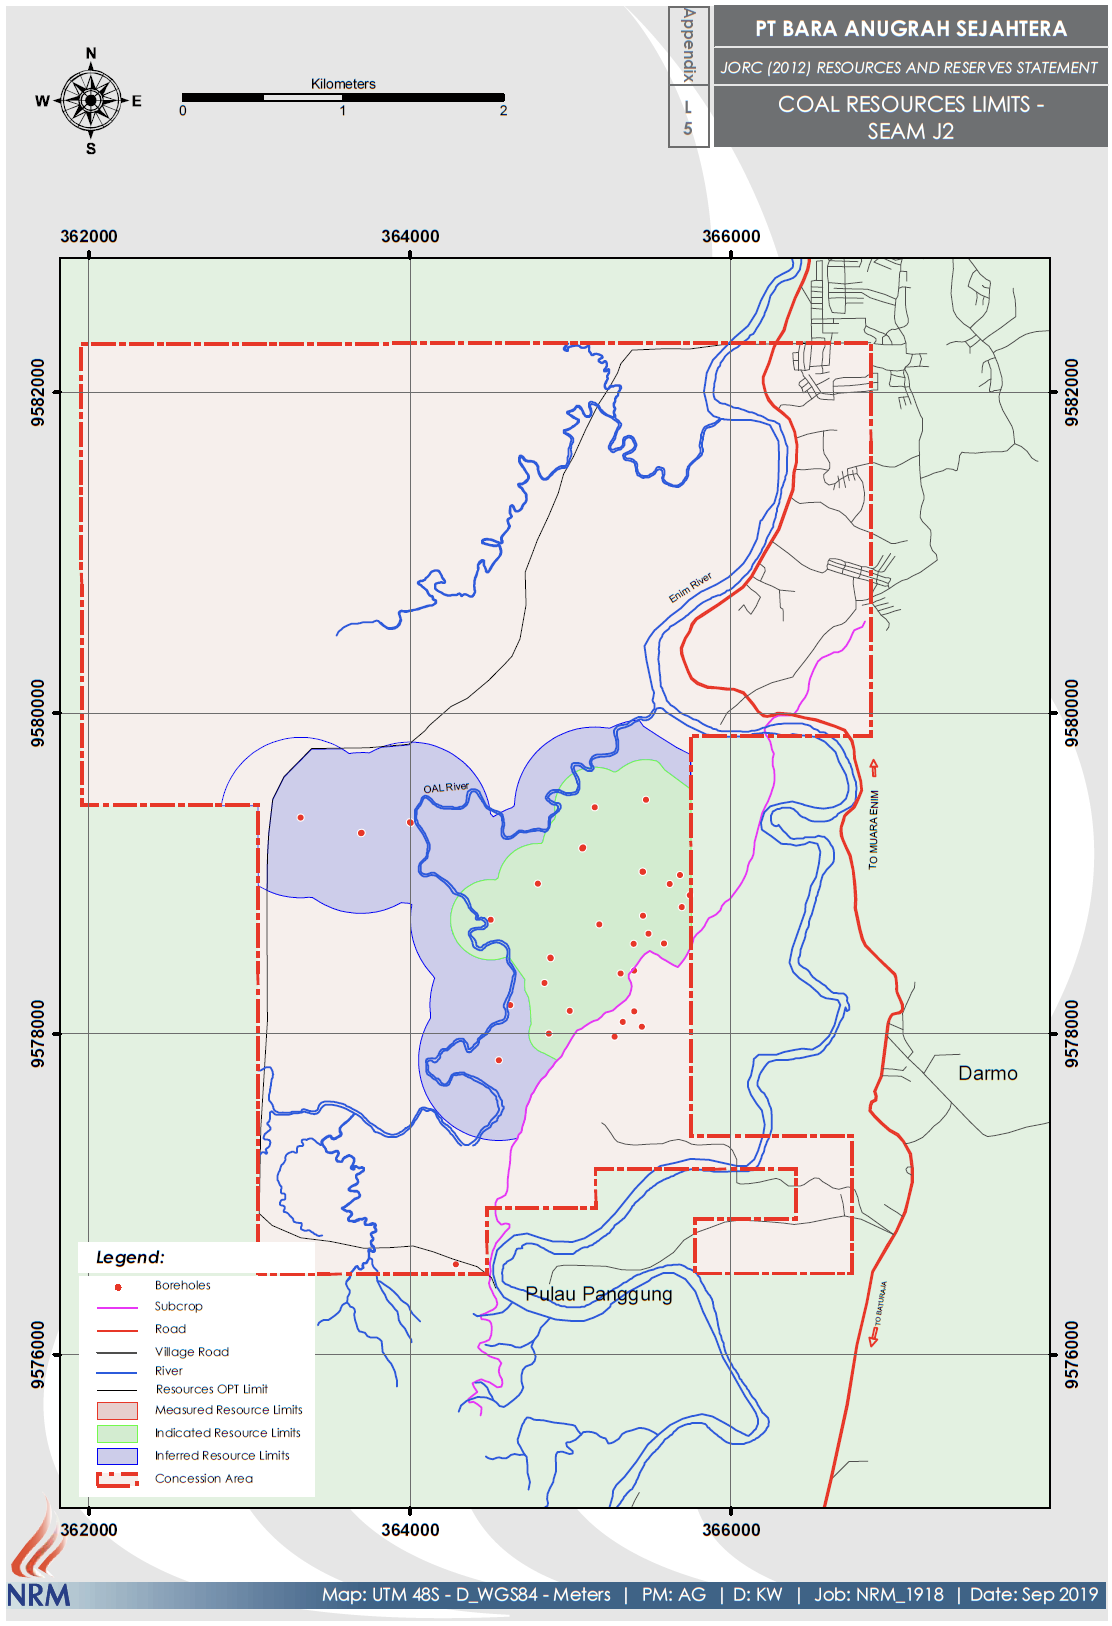 PT BARA ANUGRAH SEJAHTERA
JORC (2012) RESOURCES AND RESERVES STATEMENT
COAL RESOURCES LIMITS -
SEAM J2
Appendix
L
5
N
W
E
S
Kilometers
0
1
2
362000
364000
366000
9582000
9582000
Enim River
9580000
9580000
OAL River
TO MUARA ENIM
9578000
9578000
Darmo
Pulau Panggung
TO BATURAJA
9576000
9576000
Legend:
Boreholes
Subcrop
Road
Village Road
River
Resources OPT Limit
Measured Resource Limits
Indicated Resource Limits
Inferred Resource Limits
Concession Area
362000
364000
366000
NRM
Map: UTM 48S - D_WGS84 - Meters | PM: AG | D: KW | Job: NRM_1918 | Date: Sep 2019